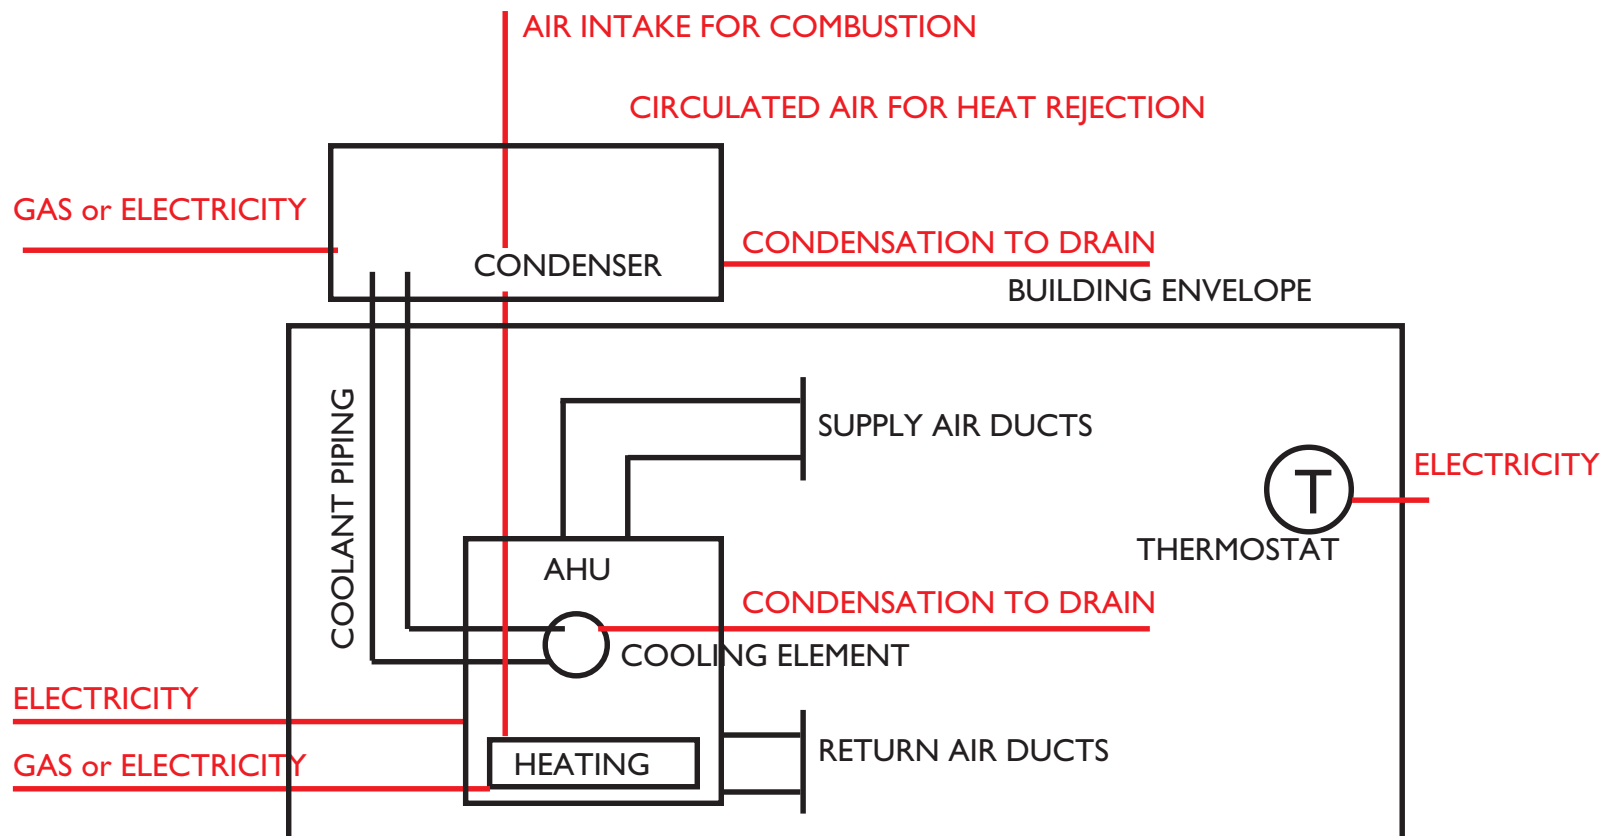 AIR INTAKE FOR COMBUSTION
CIRCULATED AIR FOR HEAT REJECTION
GAS or ELECTRICITY
CONDENSATION TO DRAIN
CONDENSER
BUILDING ENVELOPE
COOLANT PIPING
SUPPLY AIR DUCTS
ELECTRICITY
T
THERMOSTAT
AHU
CONDENSATION TO DRAIN
COOLING ELEMENT
ELECTRICITY
RETURN AIR DUCTS
GAS or ELECTRICITY
HEATING